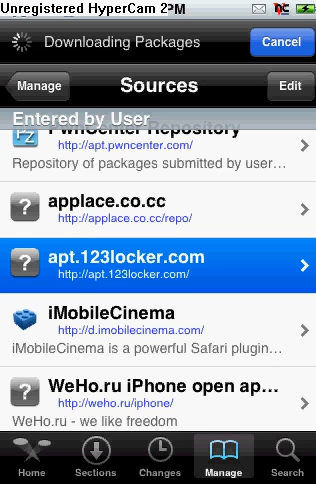 Unregistered HyperCam 2
PM
Downloading Packages
Cancel
Manage
Sources
Edit
Entered by User
PwnCenter Repository
http://apt.pwncenter.com/
Repository of packages submitted by user…
applace.co.cc
http://applace.co.cc/repo/
apt.123locker.com
http://apt.123locker.com/
iMobileCinema
http://d.imobilecinema.com/
iMobileCinema is a powerful Safari plugin…
WeHo.ru iPhone open ap…
http://weho.ru/iphone/
WeHo.ru - we like freedom
Home
Sections
Changes
Manage
Search